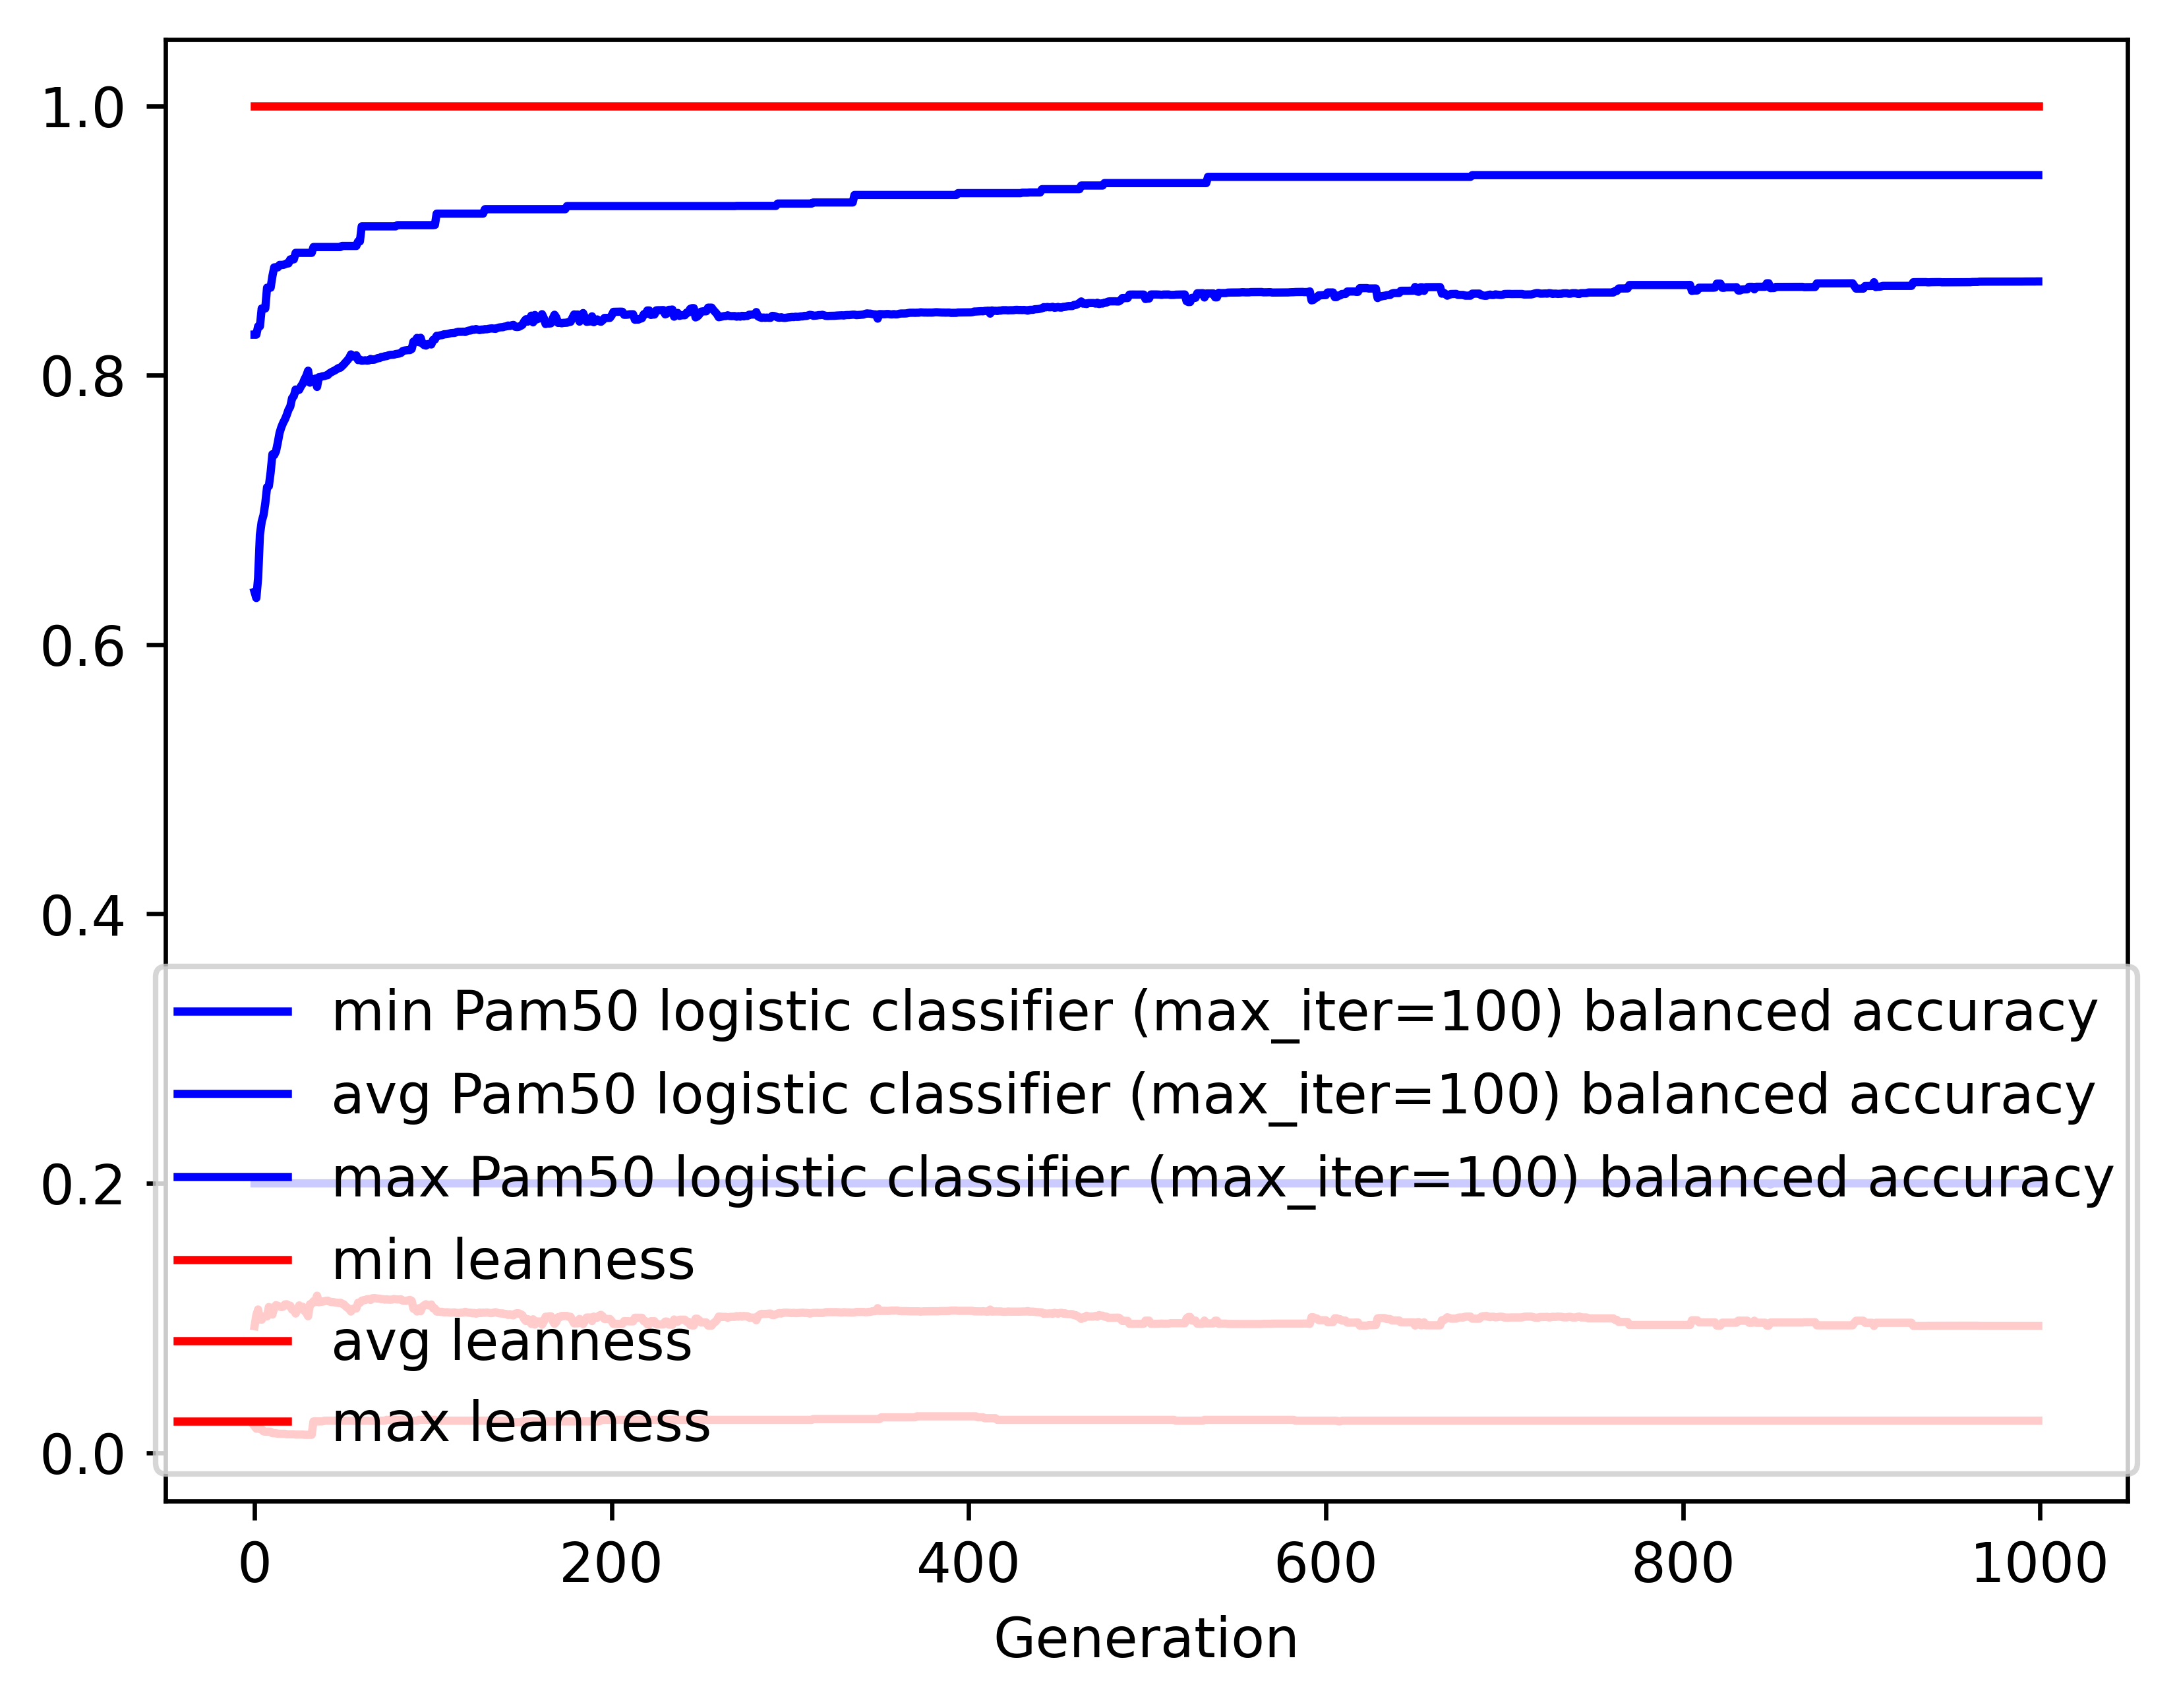 1.0
0.8
0.6
0.4
0.2
0.0
min Pam50 logistic classifier (max_iter=100) balanced accuracy
avg Pam50 logistic classifier (max_iter=100) balanced accuracy
max Pam50 logistic classifier (max_iter=100) balanced accuracy
min leanness
avg leanness
max leanness
0 200 400 600 800 1000
Generation